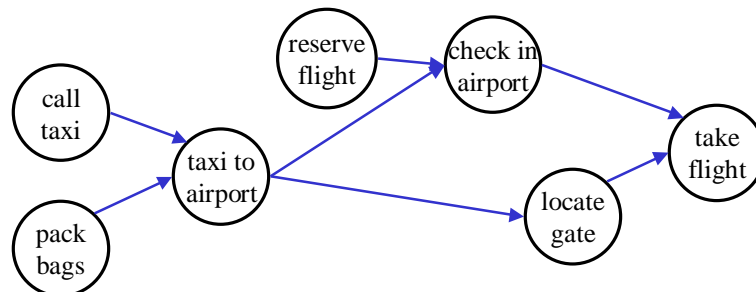 reserve
flight
check in
airport
call
taxi
taxi to
airport
take
flight
pack
bags
locate
gate